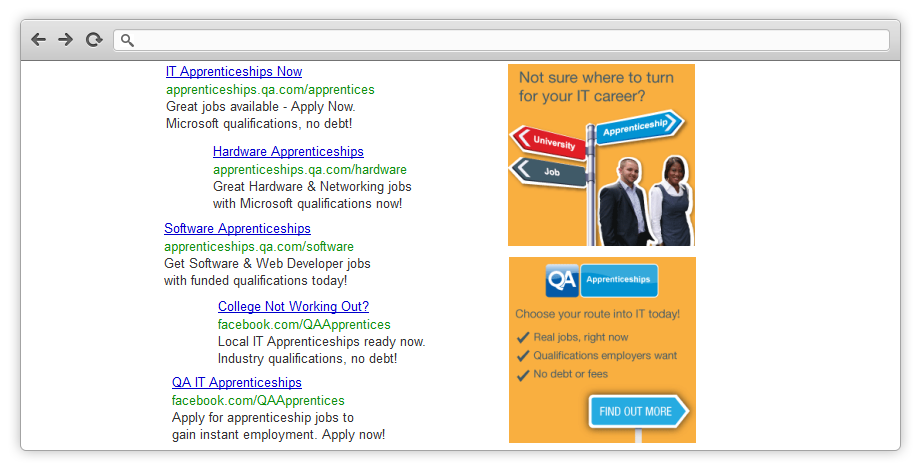 IT Apprenticeships Now
apprenticeships.qa.com/apprentices
Great jobs available - Apply Now.
Microsoft qualifications, no debt!
Hardware Apprenticeships
apprenticeships.qa.com/hardware
Great Hardware & Networking jobs
with Microsoft qualifications now!
Software Apprenticeships
apprenticeships.qa.com/software
Get Software & Web Developer jobs
with funded qualifications today!
College Not Working Out?
facebook.com/QAApprentices
Local IT Apprenticeships ready now.
Industry qualifications, no debt!
QA IT Apprenticeships
facebook.com/QAApprentices
Apply for apprenticeship jobs to
gain instant employment. Apply now!
Not sure where to turn
for your IT career?
University
Apprenticeship
Job
QA Apprenticeships
Choose your route into IT today!
Real jobs, right now
Qualifications employers want
No debt or fees
FIND OUT MORE